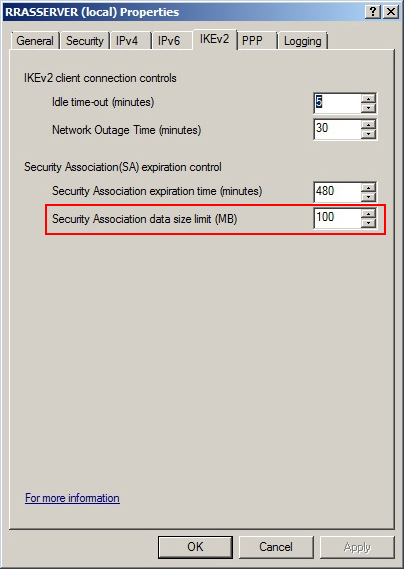 RRASSERVER (local) Properties
General Security IPv4 IPv6 IKEv2 PPP Logging
IKEv2 client connection controls
Idle time-out (minutes) 5
Network Outage Time (minutes) 30
Security Association(SA) expiration control
Security Association expiration time (minutes) 480
Security Association data size limit (MB) 100
For more information
OK Cancel Apply